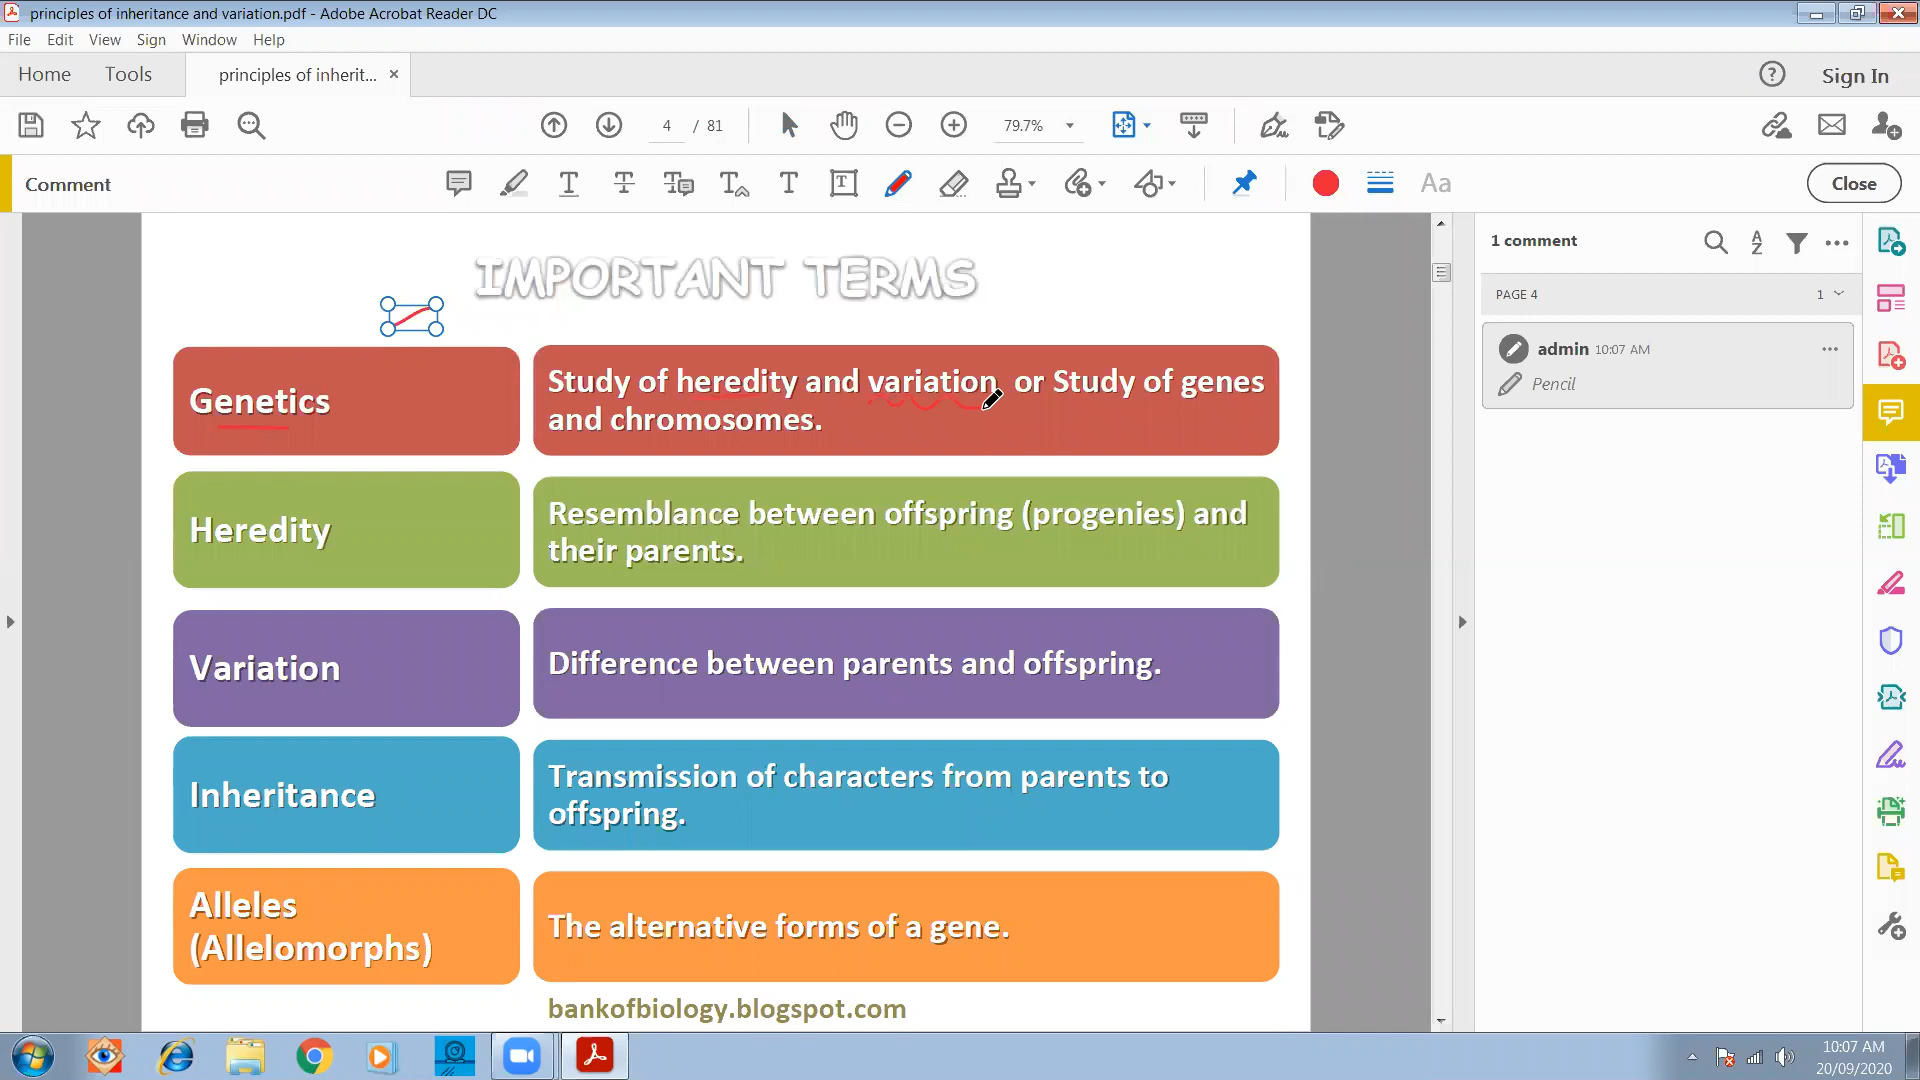 principles of inheritance and variation.pdf - Adobe Acrobat Reader DC
File Edit View Sign Window Help
Home Tools principles of inherit... × Sign In
4 / 81 79.7%
Comment Aa Close
IMPORTANT TERMS
Genetics
Study of heredity and variation or Study of genes
and chromosomes.
Heredity
Resemblance between offspring (progenies) and
their parents.
Variation
Difference between parents and offspring.
Inheritance
Transmission of characters from parents to
offspring.
Alleles
(Allelomorphs)
The alternative forms of a gene.
bankofbiology.blogspot.com
1 comment
PAGE 4 1
admin 10:07 AM
Pencil
10:07 AM
20/09/2020